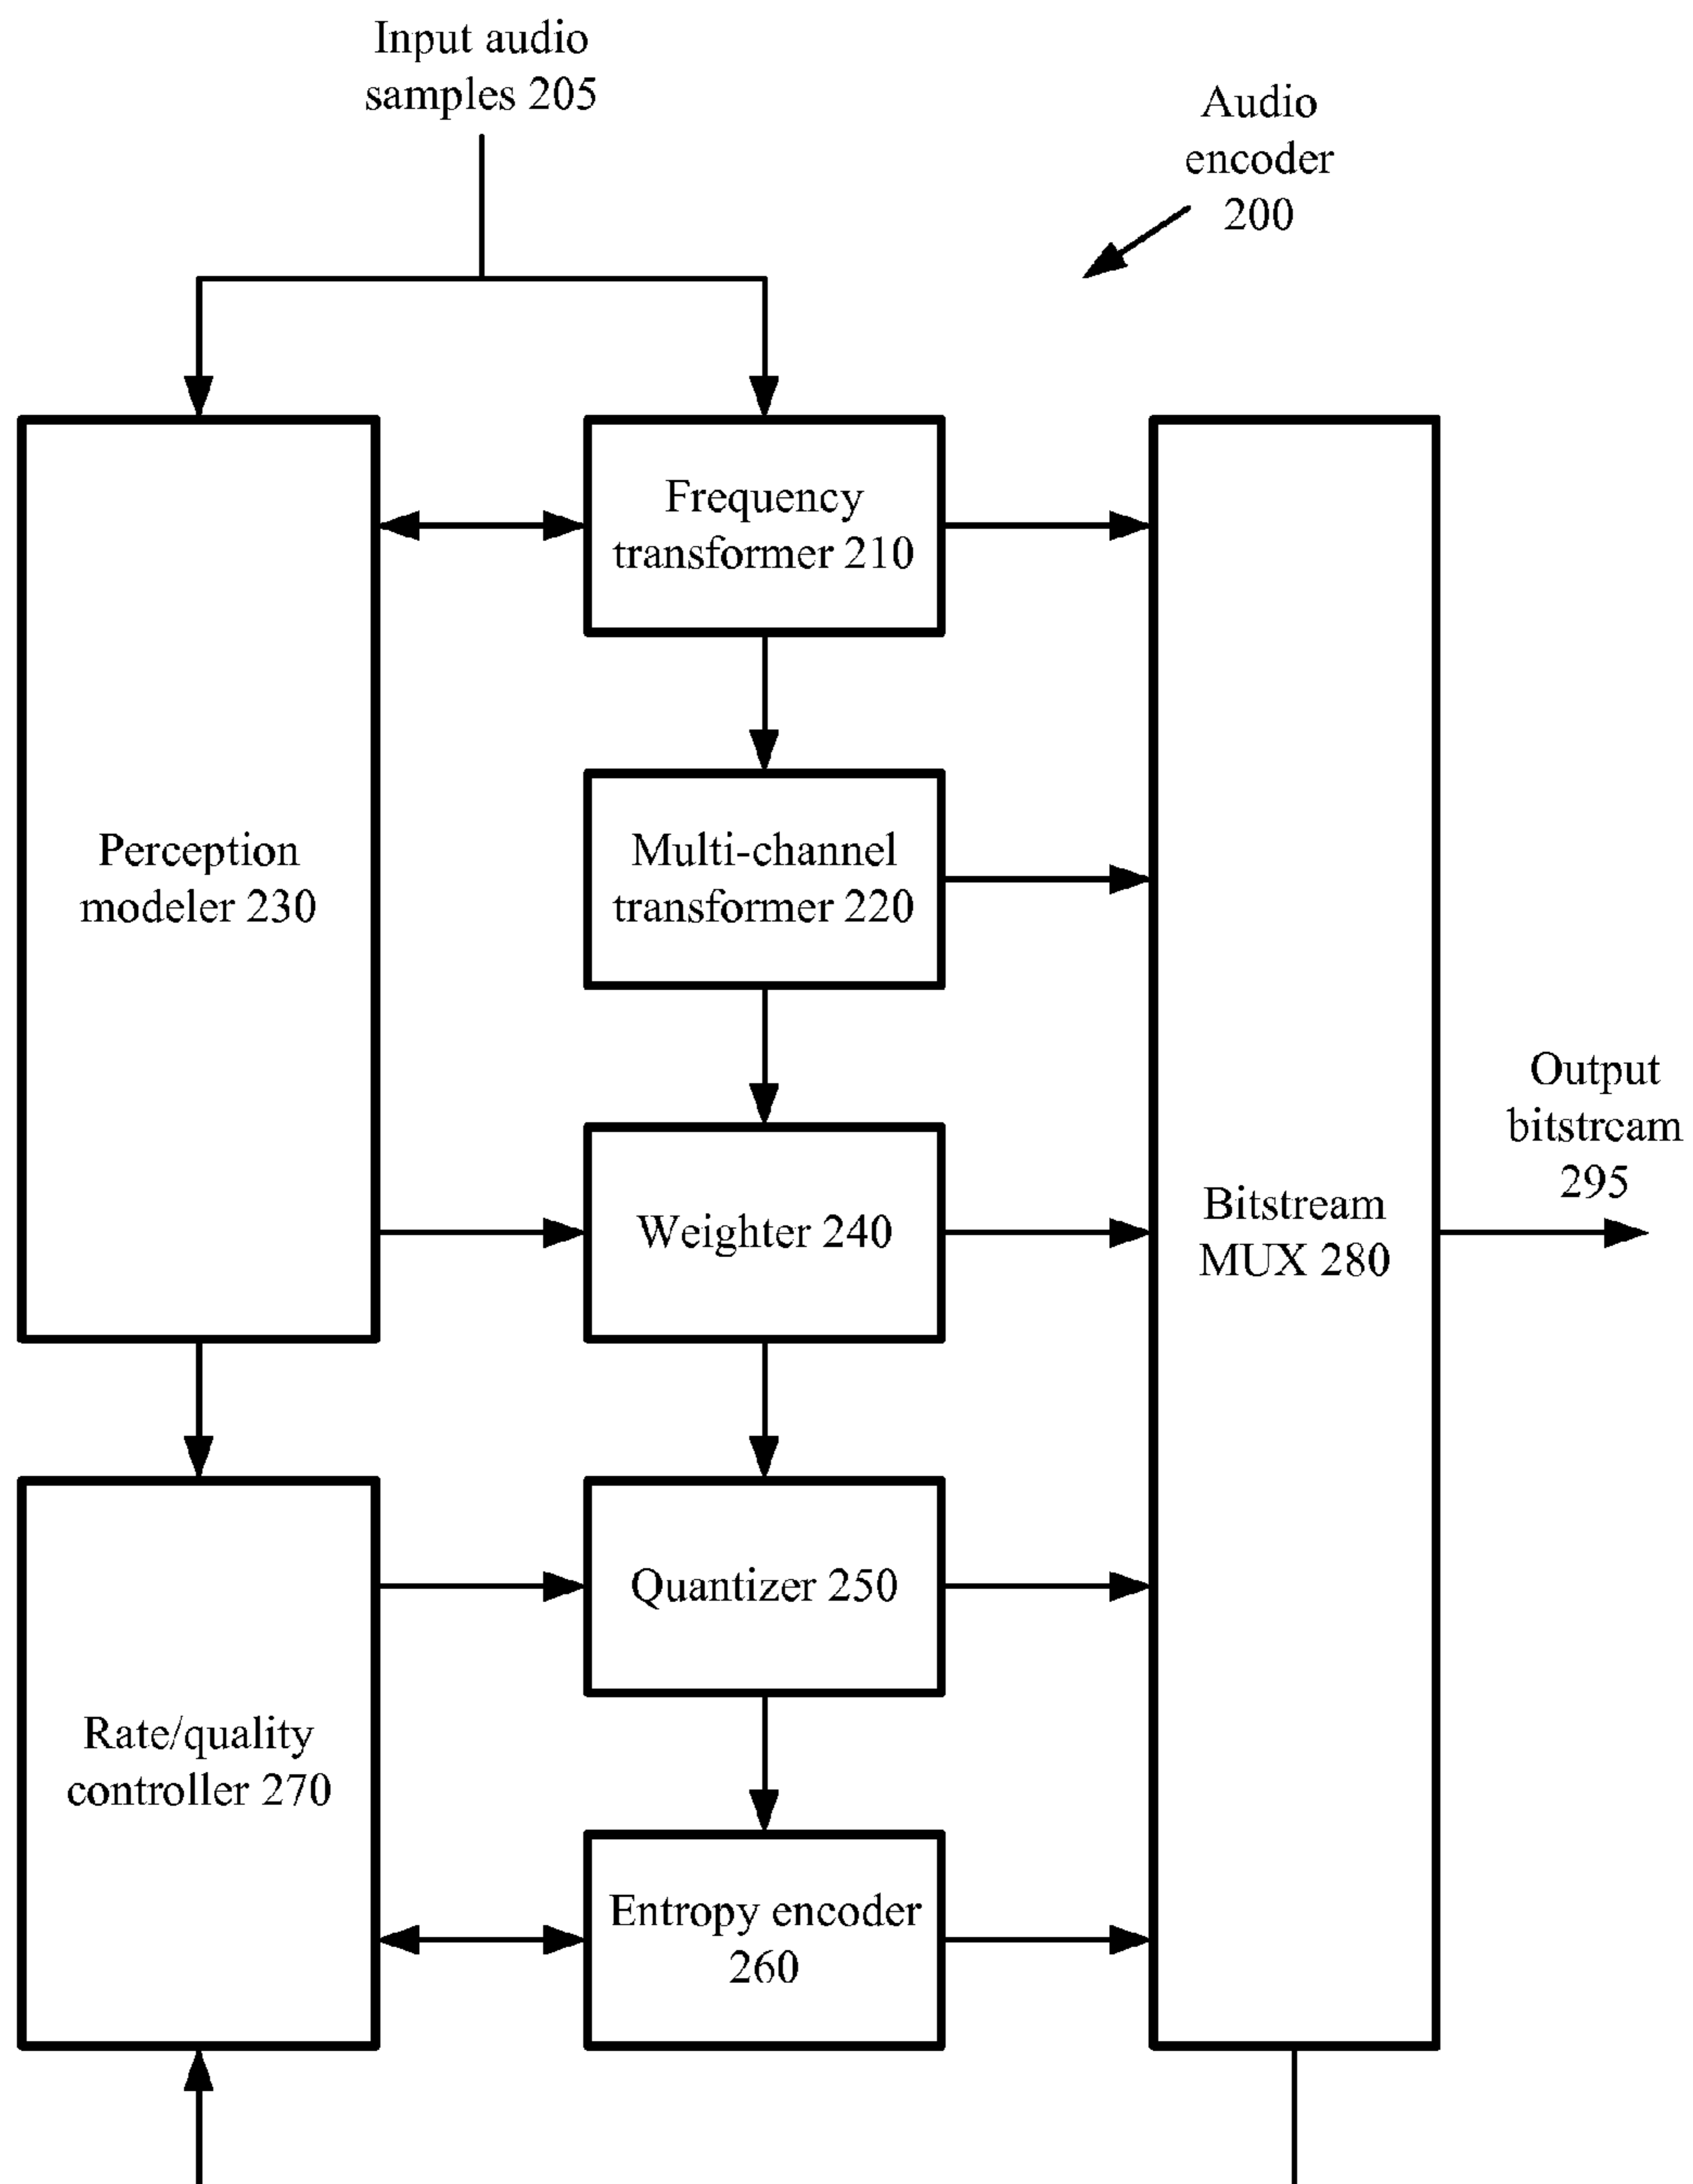 Input audio
samples 205
Audio
encoder
200
Frequency
transformer 210
Perception
modeler 230
Multi-channel
transformer 220
Output
bitstream
295
Weighter 240
Bitstream
MUX 280
Quantizer 250
Rate/quality
controller 270
Entropy encoder
260